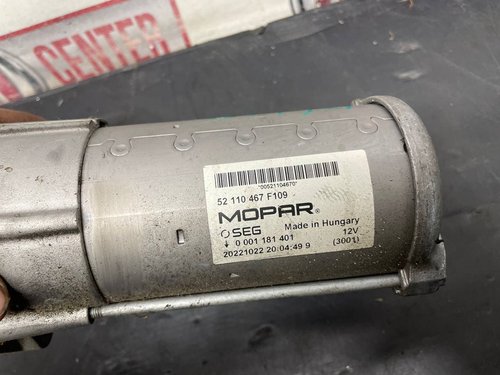 CENTER
*00521104670*
52 110 467 F109
MOPAR®
SEG Made in Hungary
0 001 181 401 12V
20221022 20:04:49 9 (3001)